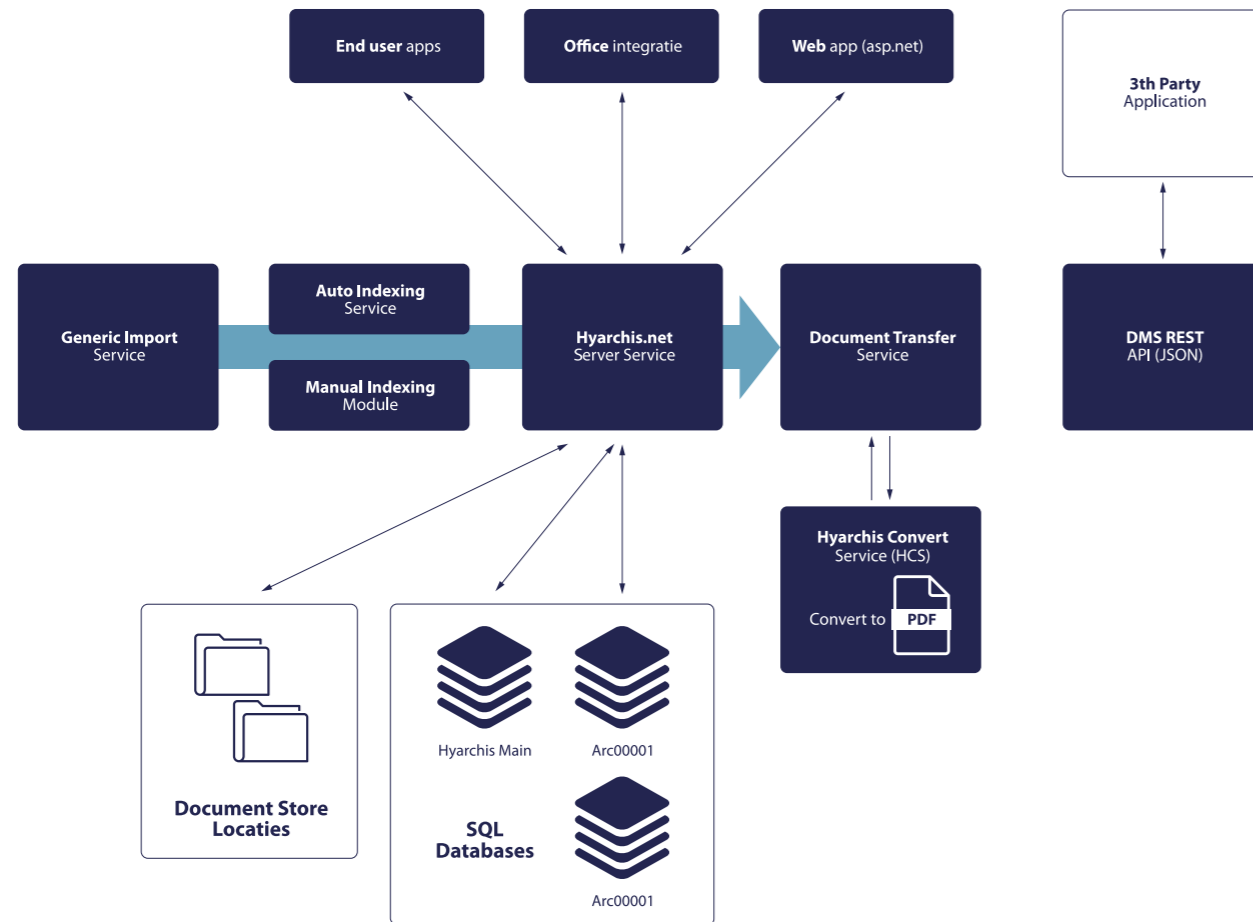 End user apps
Office integratie
Web app (asp.net)
3th Party
Application
Generic Import
Service
Auto Indexing
Service
Manual Indexing
Module
Hyarchis.net
Server Service
Document Transfer
Service
DMS REST
API (JSON)
Hyarchis Convert
Service (HCS)
Convert to PDF
Document Store
Locaties
Hyarchis Main
Arc00001
SQL
Databases
Arc00001